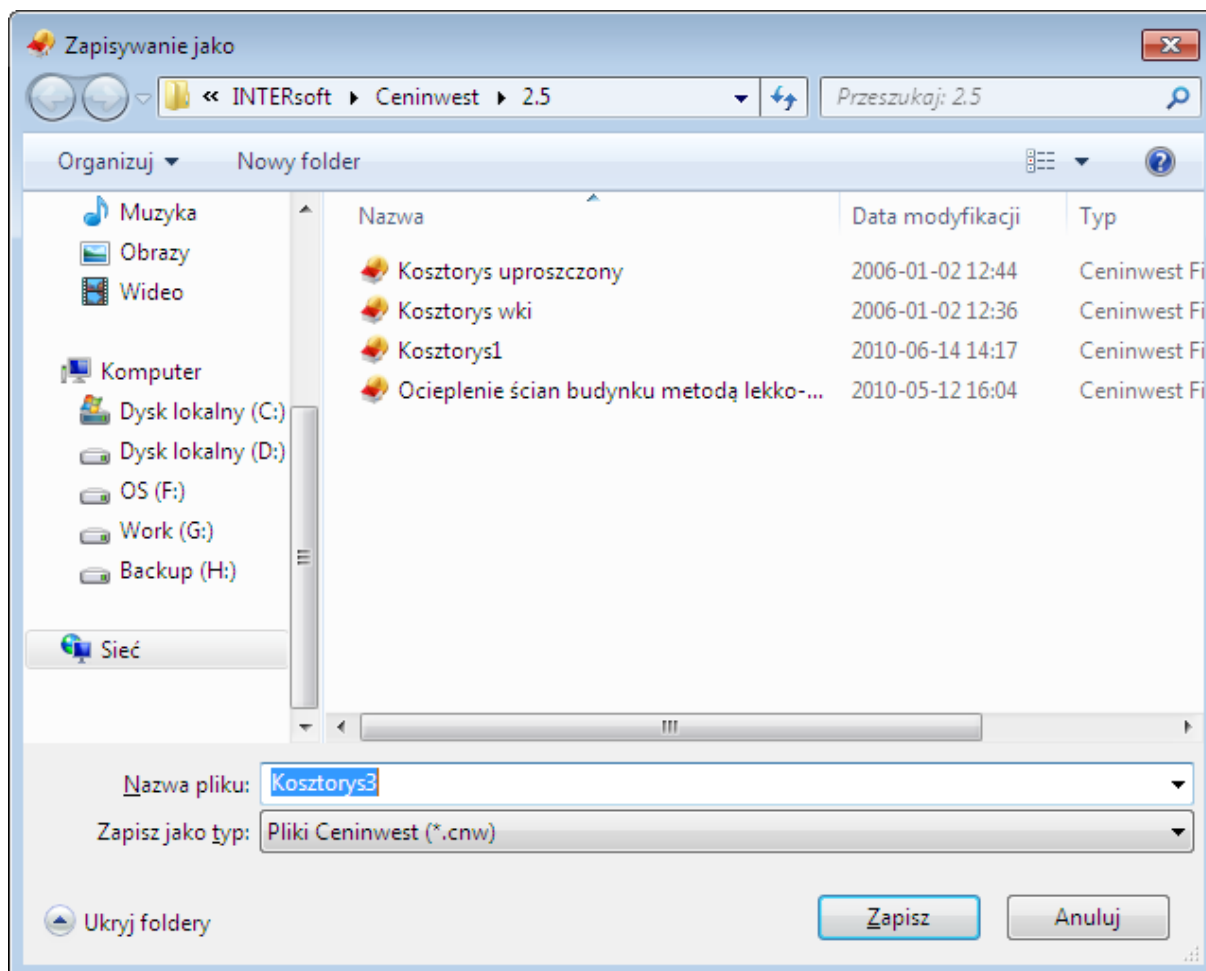 Zapisywanie jako
« INTERsoft ▸ Ceninwest ▸ 2.5
Przeszukaj: 2.5
Organizuj
Nowy folder
Muzyka
Obrazy
Wideo
Komputer
Dysk lokalny (C:)
Dysk lokalny (D:)
OS (F:)
Work (G:)
Backup (H:)
Sieć
Nazwa Data modyfikacji Typ
Kosztorys uproszczony 2006-01-02 12:44 Ceninwest Fi
Kosztorys wki 2006-01-02 12:36 Ceninwest Fi
Kosztorys1 2010-06-14 14:17 Ceninwest Fi
Ocieplenie ścian budynku metodą lekko-... 2010-05-12 16:04 Ceninwest Fi
Nazwa pliku: Kosztorys3
Zapisz jako typ: Pliki Ceninwest (*.cnw)
Ukryj foldery
Zapisz
Anuluj